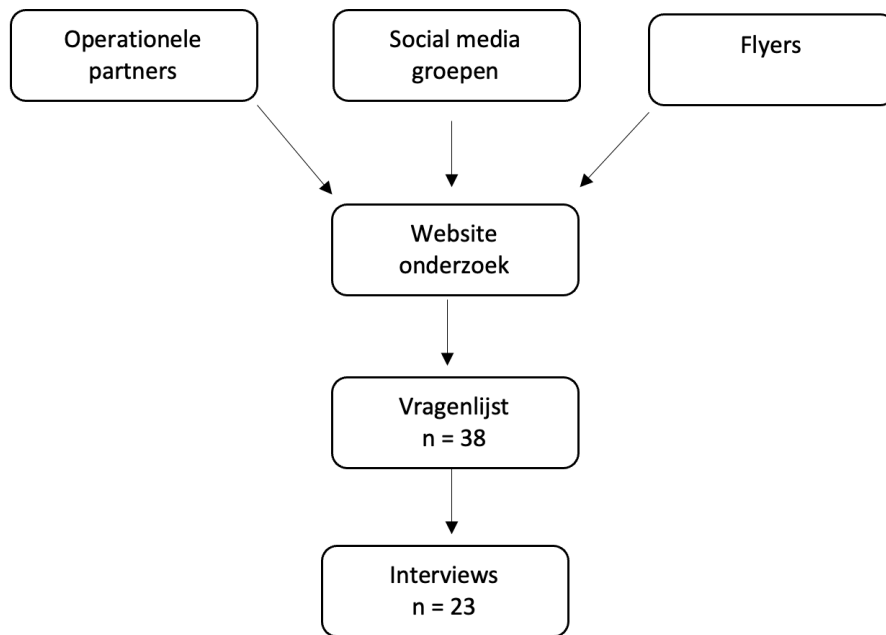 Operationele
partners
Social media
groepen
Flyers
Website
onderzoek
Vragenlijst
n = 38
Interviews
n = 23